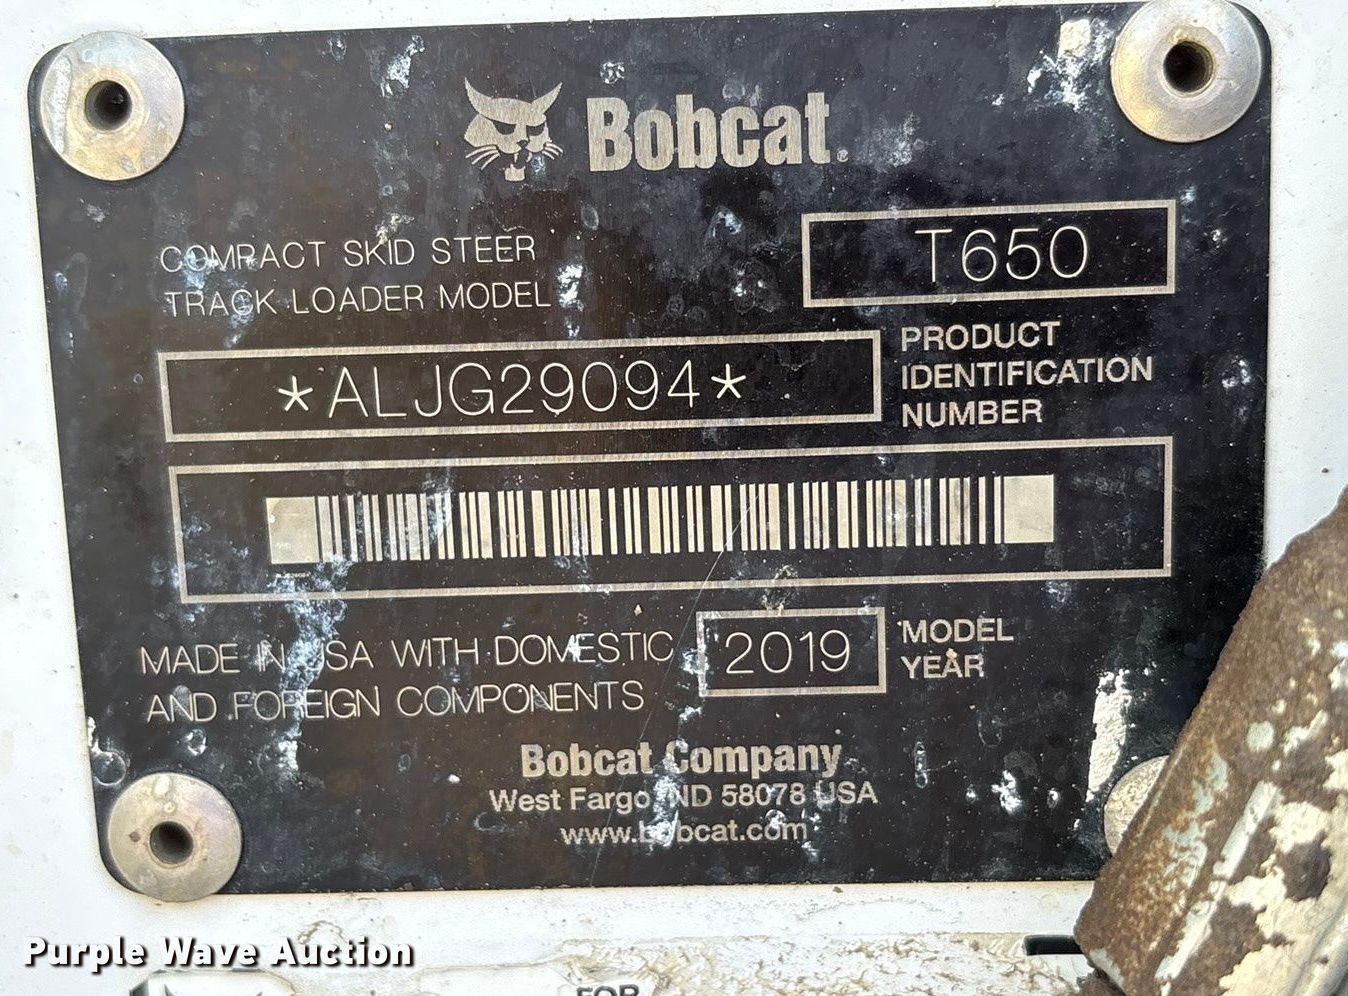 Bobcat®
COMPACT SKID STEER
TRACK LOADER MODEL
T650
*ALJG29094*
PRODUCT
IDENTIFICATION
NUMBER
MADE IN USA WITH DOMESTIC
AND FOREIGN COMPONENTS
2019
MODEL
YEAR
Bobcat Company
West Fargo, ND 58078 USA
www.bobcat.com
Purple Wave Auction
FOR